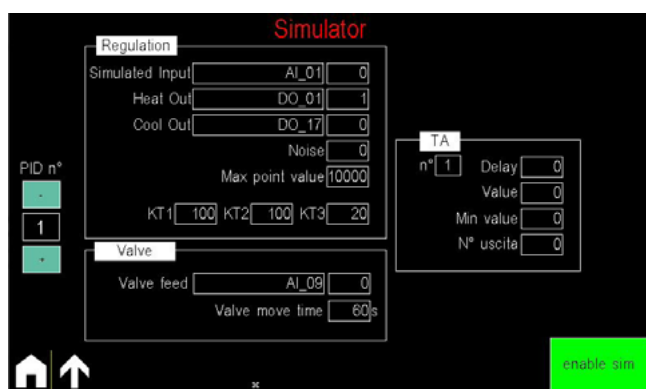 Simulator
Regulation
Simulated Input AI_01 0
Heat Out DO_01 1
Cool Out DO_17 0
Noise 0
Max point value 10000
KT1 100 KT2 100 KT3 20
PID n°
-
1
+
Valve
Valve feed AI_09 0
Valve move time 60s
TA
n° 1 Delay 0
Value 0
Min value 0
N° uscita 0
enable sim
x